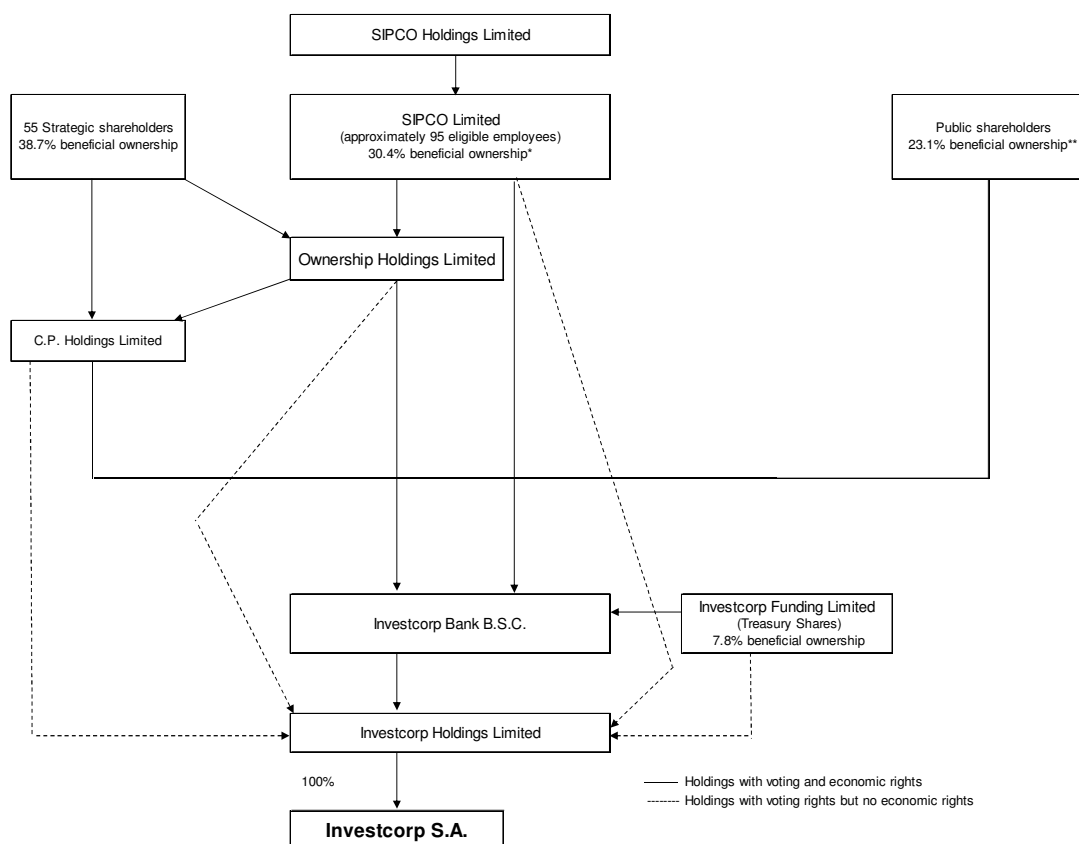 SIPCO Holdings Limited
55 Strategic shareholders
38.7% beneficial ownership
SIPCO Limited
(approximately 95 eligible employees)
30.4% beneficial ownership*
Public shareholders
23.1% beneficial ownership**
Ownership Holdings Limited
C.P. Holdings Limited
Investcorp Bank B.S.C.
Investcorp Funding Limited
(Treasury Shares)
7.8% beneficial ownership
Investcorp Holdings Limited
100%
Holdings with voting and economic rights
Holdings with voting rights but no economic rights
Investcorp S.A.